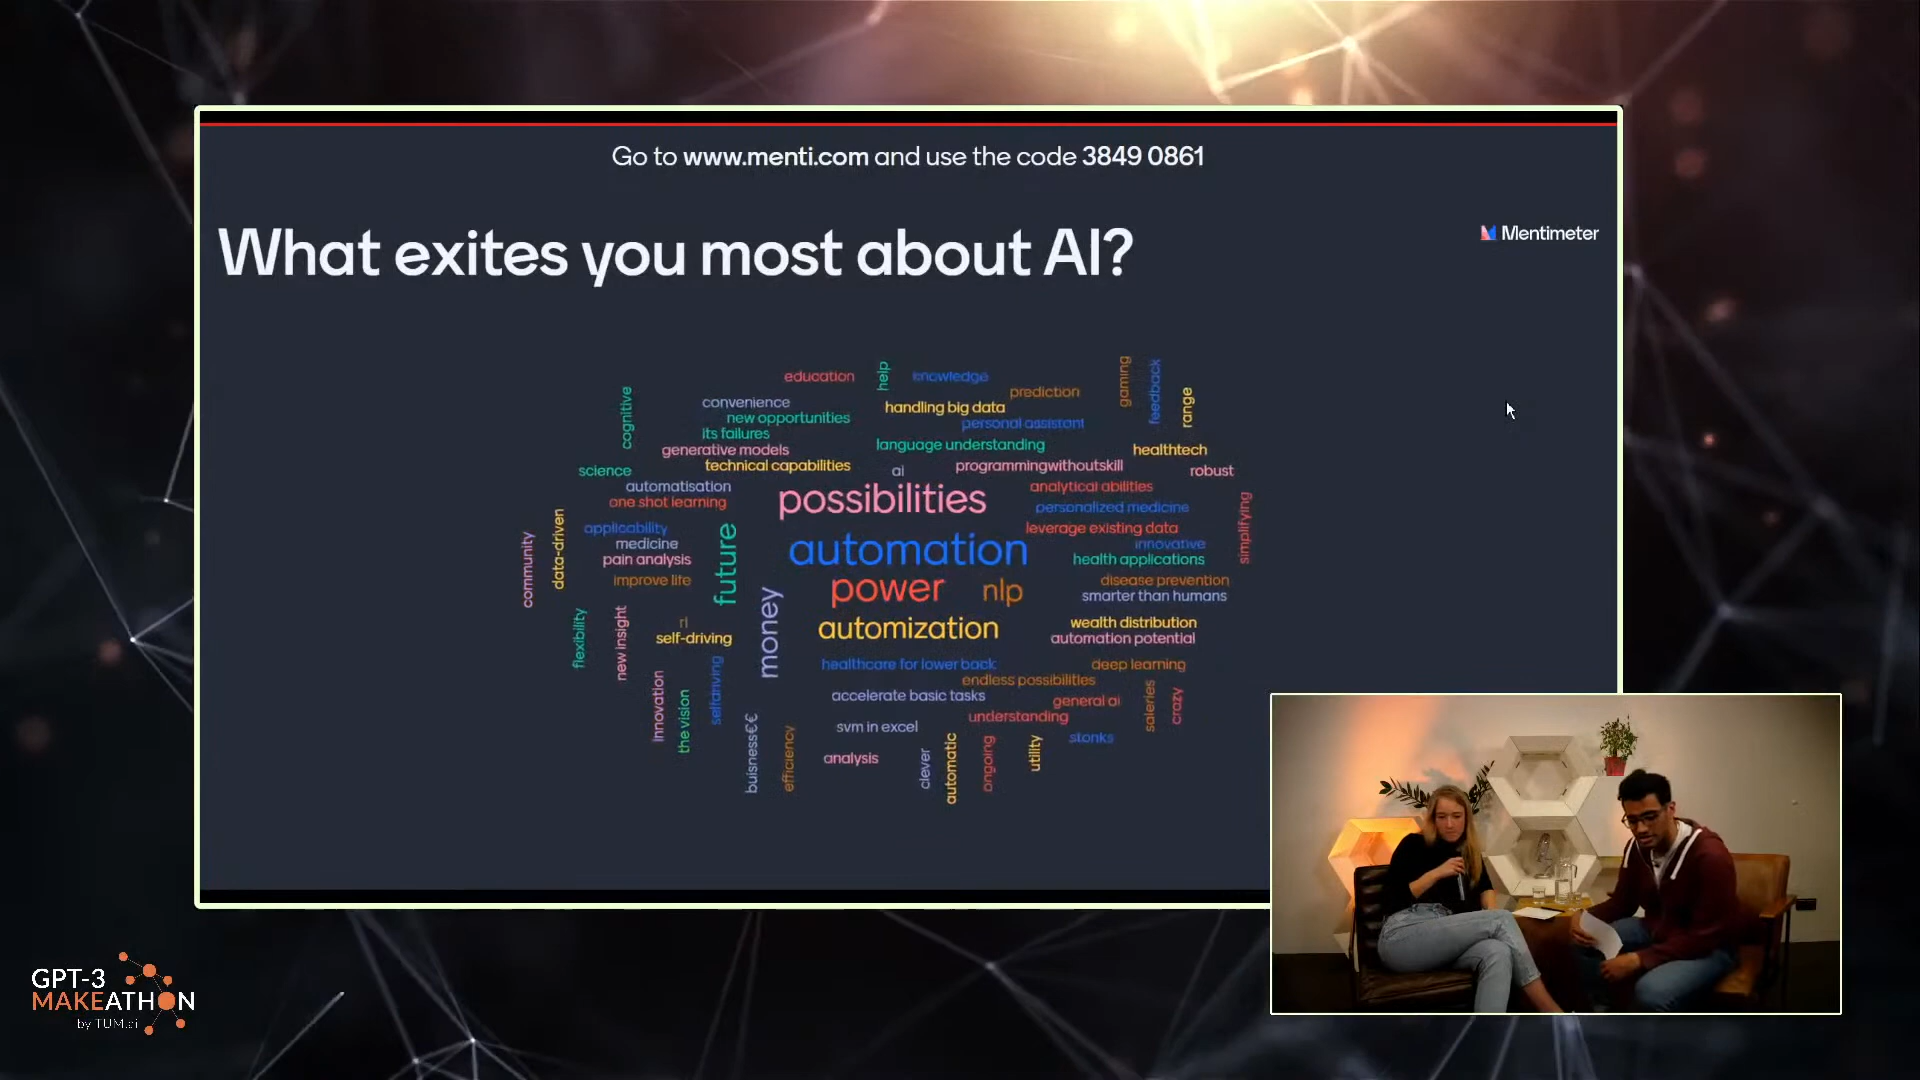 Go to www.menti.com and use the code 3849 0861
What exites you most about AI?
Mentimeter
education
help
knowledge
prediction
gaming
feedback
range
cognitive
convenience
handling big data
new opportunities
personal assistant
its failures
language understanding
generative models
healthtech
science
technical capabilities
ai
programmingwithoutskill
robust
automatisation
possibilities
analytical abilities
one shot learning
personalized medicine
simplifying
community
data-driven
applicability
future
automation
leverage existing data
medicine
innovative
pain analysis
health applications
improve life
power
nlp
disease prevention
smarter than humans
flexibility
new insight
rl
money
automization
wealth distribution
self-driving
automation potential
innovation
the vision
selfdriving
healthcare for lower back
deep learning
endless possibilities
accelerate basic tasks
general ai
saleries
crazy
understanding
svm in excel
stonks
buisness€€
efficiency
analysis
clever
automatic
ongoing
utility
GPT-3
MAKEATHON
by TUM.ai